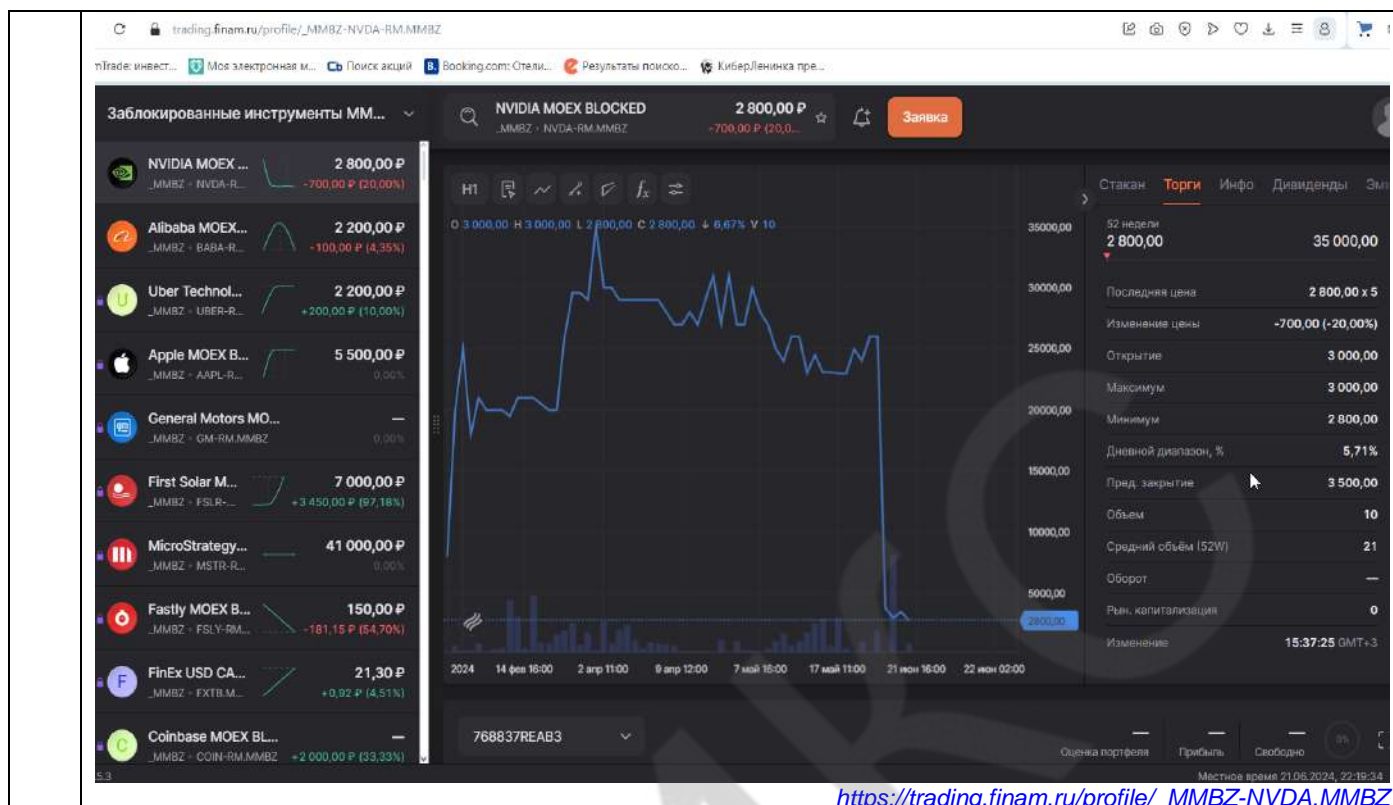 trading.finam.ru/profile/_MMBZ-NVDA-RM.MMBZ
nTrade: инвест... Моя электронная м... Поиск акций Booking.com: Отели... Результаты поиско... КиберЛенинка пре...
Заблокированные инструменты ММ...
NVIDIA MOEX BLOCKED 2 800,00 ₽
_MMBZ · NVDA-RM.MMBZ -700,00 ₽ (20,0...
Заявка
NVIDIA MOEX ... 2 800,00 ₽
_MMBZ · NVDA-R... -700,00 ₽ (20,00%)
Alibaba MOEX... 2 200,00 ₽
_MMBZ · BABA-R... -100,00 ₽ (4,35%)
Uber Technol... 2 200,00 ₽
_MMBZ · UBER-R... +200,00 ₽ (10,00%)
Apple MOEX B... 5 500,00 ₽
_MMBZ · AAPL-R... 0,00%
General Motors MO... —
_MMBZ · GM-RM.MMBZ 0,00%
First Solar M... 7 000,00 ₽
_MMBZ · FSLR-... +3 450,00 ₽ (97,18%)
MicroStrategy... 41 000,00 ₽
_MMBZ · MSTR-R... 0,00%
Fastly MOEX B... 150,00 ₽
_MMBZ · FSLY-RM... -181,15 ₽ (54,70%)
FinEx USD CA... 21,30 ₽
_MMBZ · FXTB.M... +0,92 ₽ (4,51%)
Coinbase MOEX BL... —
_MMBZ · COIN-RM.MMBZ +2 000,00 ₽ (33,33%)
5.3
H1
O 3 000,00 H 3 000,00 L 2 800,00 C 2 800,00 ↓ 6,67% V 10
35000,00
30000,00
25000,00
20000,00
15000,00
10000,00
5000,00
2800,00
2024 14 фев 16:00 2 апр 11:00 9 апр 12:00 7 май 16:00 17 май 11:00 21 июн 16:00 22 июн 02:00
Стакан Торги Инфо Дивиденды Эм
52 недели
2 800,00 35 000,00
Последняя цена 2 800,00 x 5
Изменение цены -700,00 (-20,00%)
Открытие 3 000,00
Максимум 3 000,00
Минимум 2 800,00
Дневной диапазон, % 5,71%
Пред. закрытие 3 500,00
Объем 10
Средний объём (52W) 21
Оборот —
Рын. капитализация 0
Изменение 15:37:25 GMT+3
768837REAB3
— — —
Оценка портфеля Прибыль Свободно 0%
Местное время 21.06.2024, 22:19:34
https://trading.finam.ru/profile/_MMBZ-NVDA.MMBZ